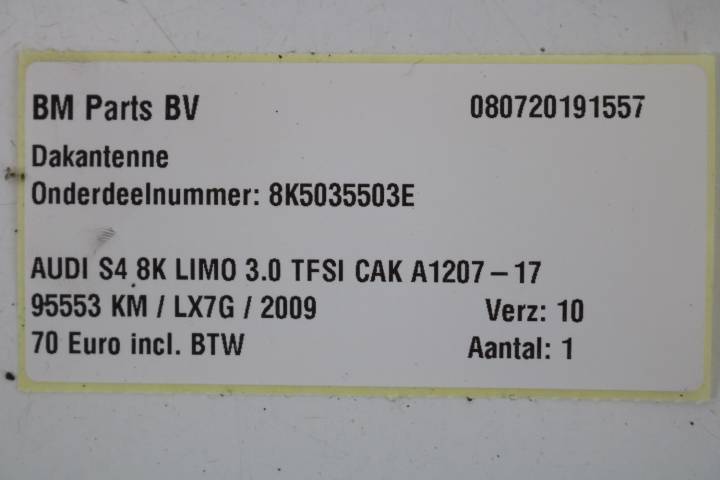 BM Parts BV 080720191557
Dakantenne
Onderdeelnummer: 8K5035503E
AUDI S4 8K LIMO 3.0 TFSI CAK A1207-17
95553 KM / LX7G / 2009 Verz: 10
70 Euro incl. BTW Aantal: 1